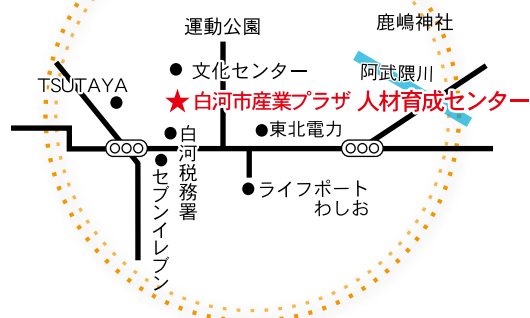 運動公園
鹿嶋神社
文化センター
阿武隈川
TSUTAYA
白河市産業プラザ 人材育成センター
東北電力
白河税務署
セブンイレブン
ライフポート
わしお